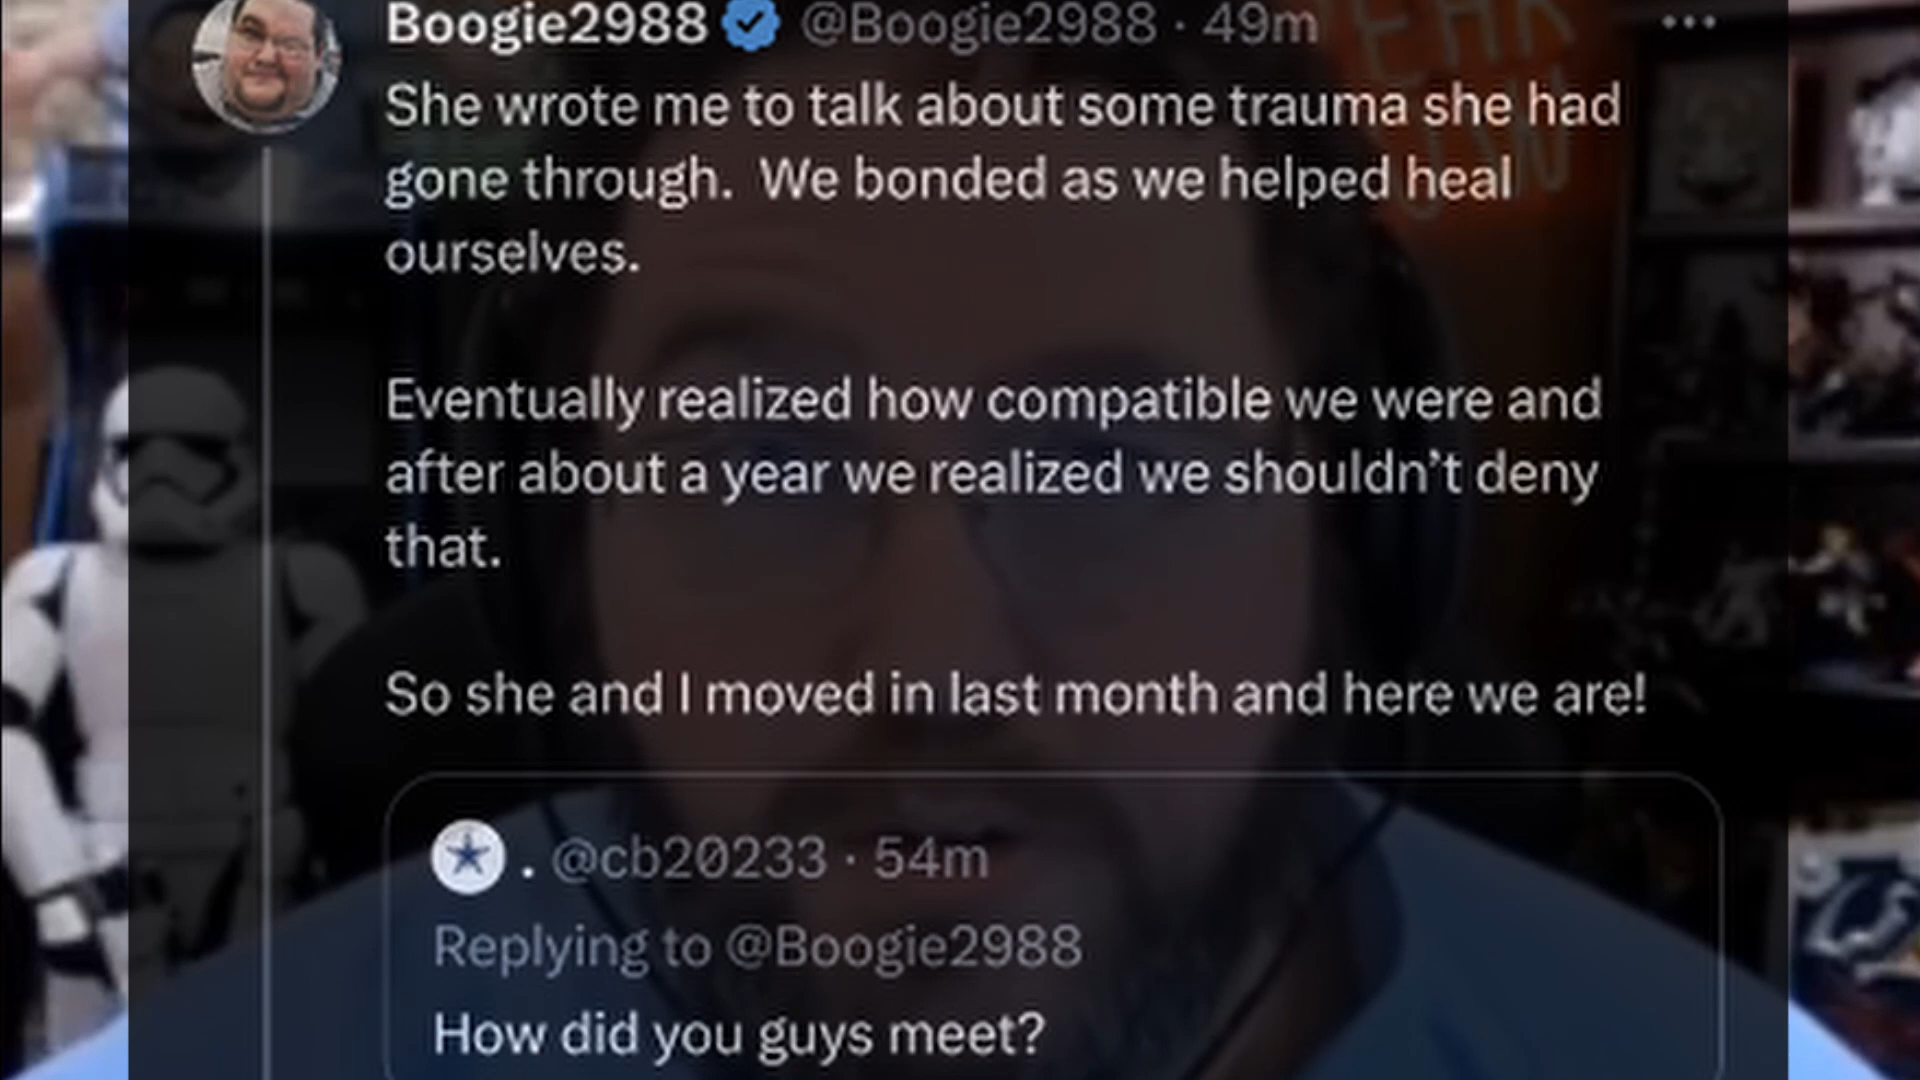 Boogie2988 @Boogie2988 · 49m
She wrote me to talk about some trauma she had
gone through.  We bonded as we helped heal
ourselves.
Eventually realized how compatible we were and
after about a year we realized we shouldn’t deny
that.
So she and I moved in last month and here we are!
. @cb20233 · 54m
Replying to @Boogie2988
How did you guys meet?